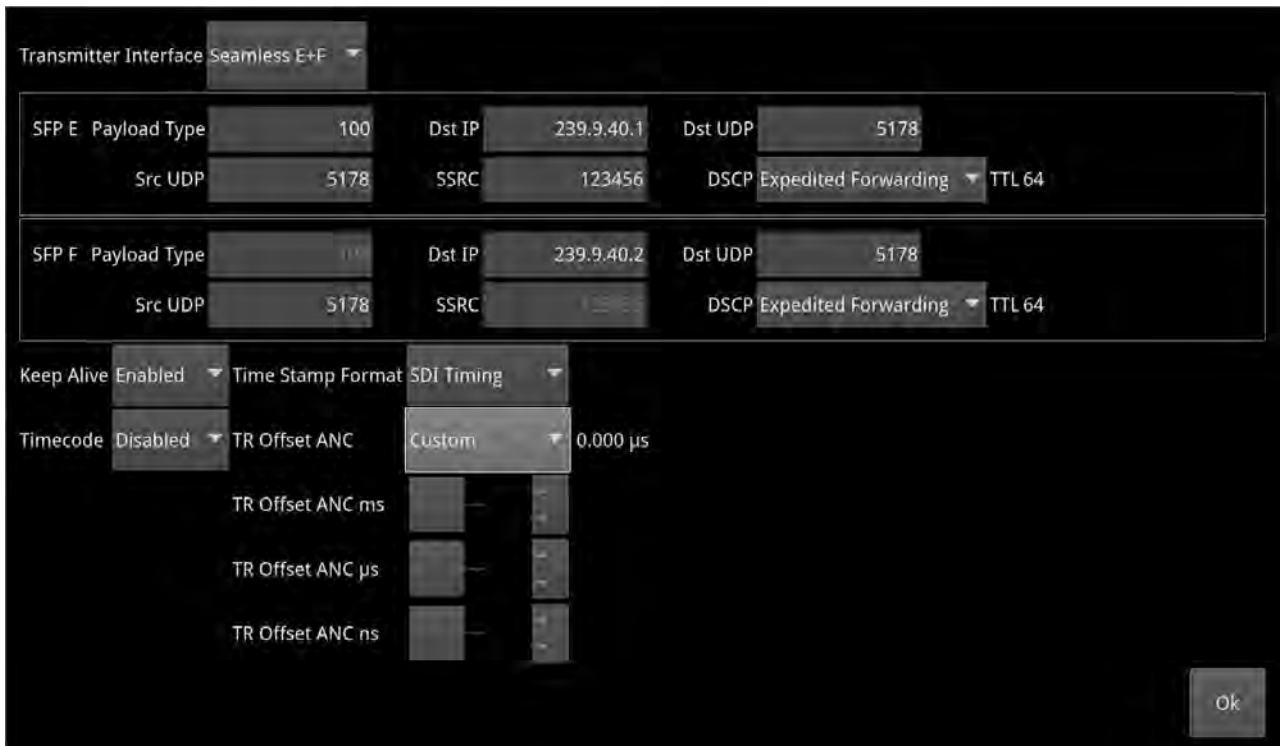 Transmitter Interface Seamless E+F
SFP E Payload Type 100 Dst IP 239.9.40.1 Dst UDP 5178
Src UDP 5178 SSRC 123456 DSCP Expedited Forwarding TTL 64
SFP F Payload Type Dst IP 239.9.40.2 Dst UDP 5178
Src UDP 5178 SSRC DSCP Expedited Forwarding TTL 64
Keep Alive Enabled Time Stamp Format SDI Timing
Timecode Disabled TR Offset ANC Custom 0.000 µs
TR Offset ANC ms
TR Offset ANC µs
TR Offset ANC ns
Ok